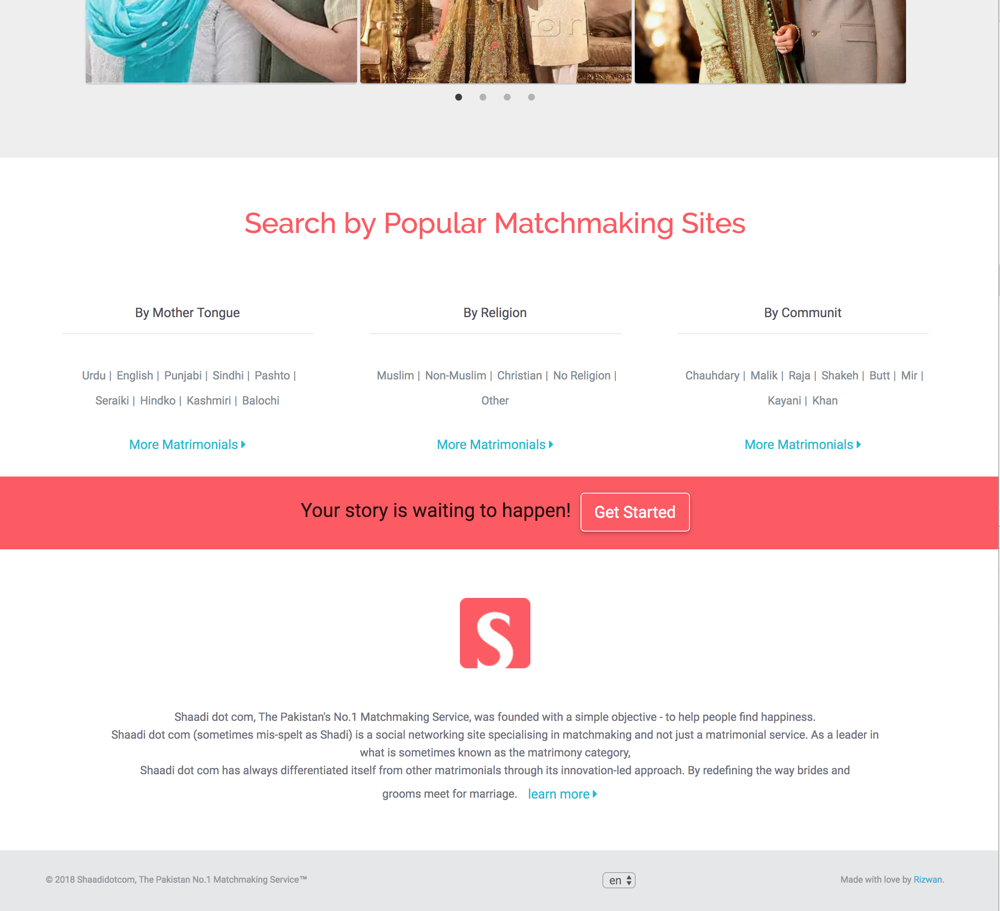 Search by Popular Matchmaking Sites
By Mother Tongue
Urdu | English | Punjabi | Sindhi | Pashto |
Seraiki | Hindko | Kashmiri | Balochi
More Matrimonials
By Religion
Muslim | Non-Muslim | Christian | No Religion |
Other
More Matrimonials
By Communit
Chauhdary | Malik | Raja | Shakeh | Butt | Mir |
Kayani | Khan
More Matrimonials
Your story is waiting to happen! Get Started
S
Shaadi dot com, The Pakistan's No.1 Matchmaking Service, was founded with a simple objective - to help people find happiness.
Shaadi dot com (sometimes mis-spelt as Shadi) is a social networking site specialising in matchmaking and not just a matrimonial service. As a leader in
what is sometimes known as the matrimony category,
Shaadi dot com has always differentiated itself from other matrimonials through its innovation-led approach. By redefining the way brides and
grooms meet for marriage. learn more
© 2018 Shaadidotcom, The Pakistan No.1 Matchmaking Service™ en Made with love by Rizwan.